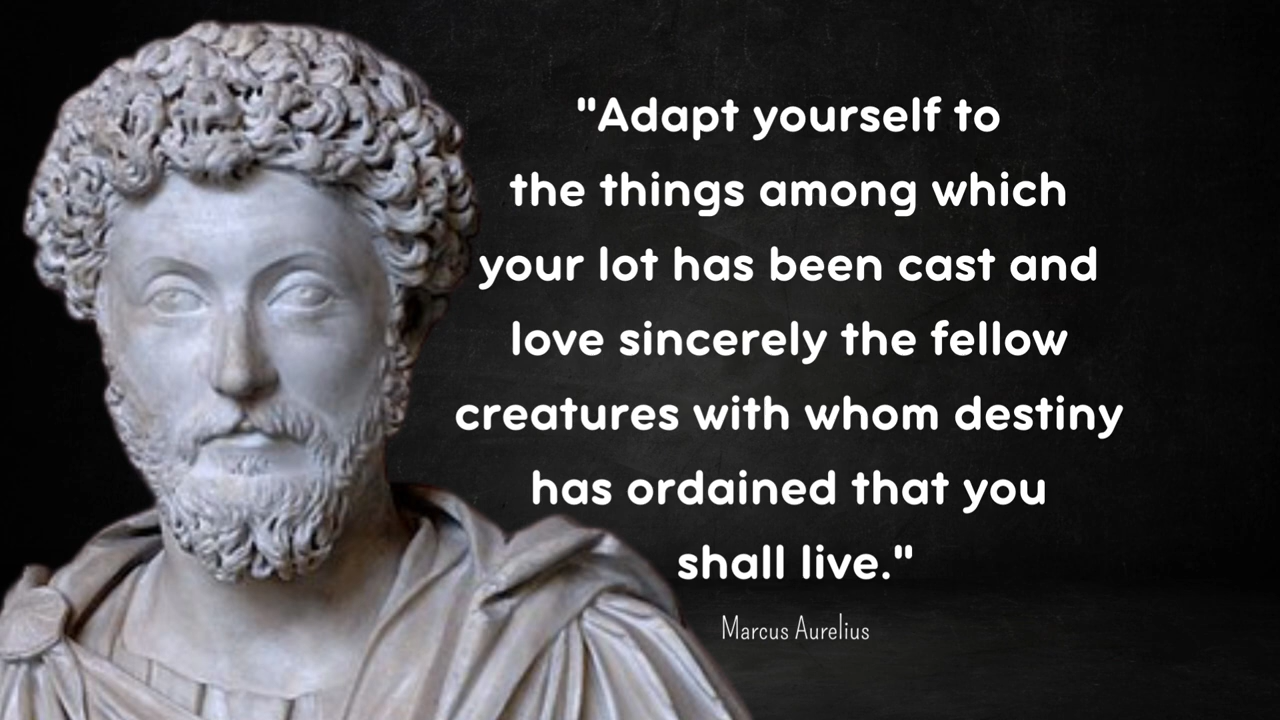 "Adapt yourself to
the things among which
your lot has been cast and
love sincerely the fellow
creatures with whom destiny
has ordained that you
shall live."
Marcus Aurelius